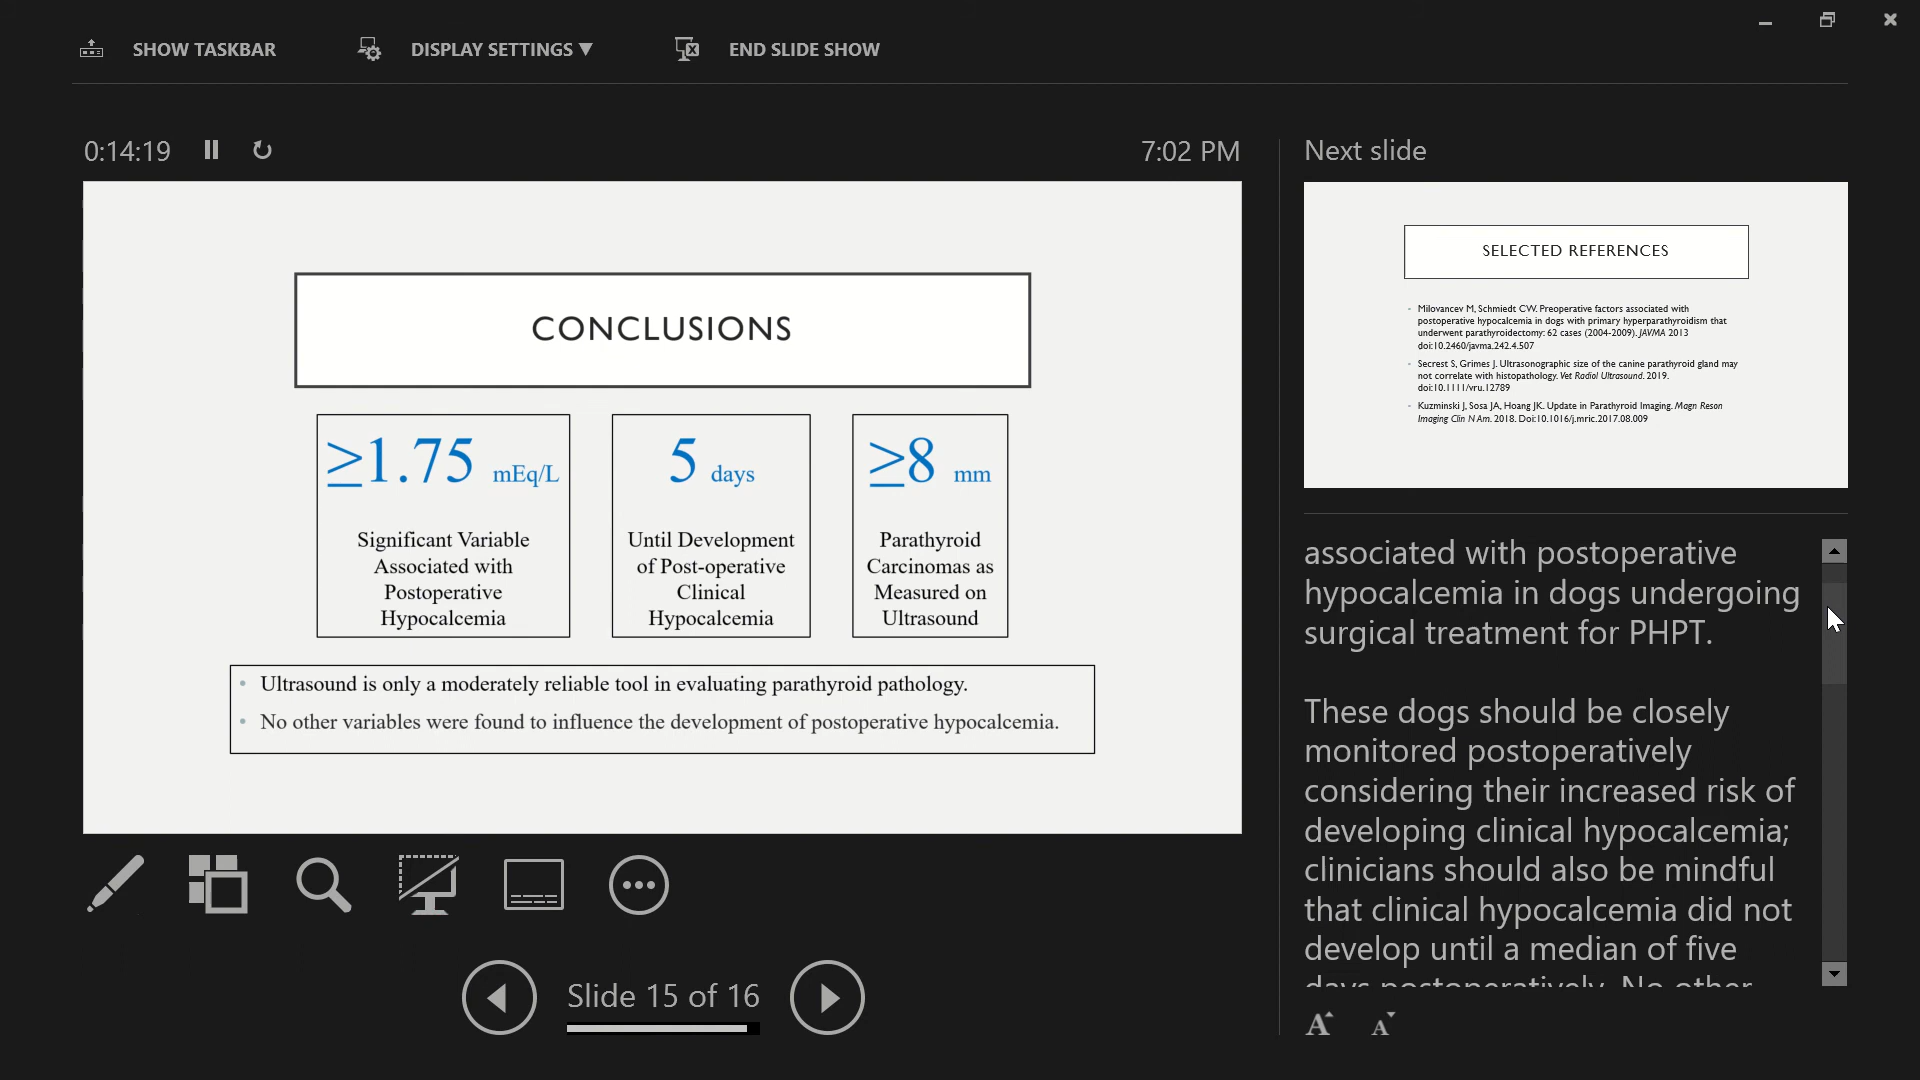 SHOW TASKBAR
DISPLAY SETTINGS ▼
END SLIDE SHOW
0:14:19
7:02 PM
CONCLUSIONS
≥1.75 mEq/L
Significant Variable
Associated with
Postoperative
Hypocalcemia
5 days
Until Development
of Post-operative
Clinical
Hypocalcemia
≥8 mm
Parathyroid
Carcinomas as
Measured on
Ultrasound
• Ultrasound is only a moderately reliable tool in evaluating parathyroid pathology.
• No other variables were found to influence the development of postoperative hypocalcemia.
Slide 15 of 16
Next slide
SELECTED REFERENCES
- Milovancev M, Schmiedt CW. Preoperative factors associated with
postoperative hypocalcemia in dogs with primary hyperparathyroidism that
underwent parathyroidectomy: 62 cases (2004-2009). JAVMA 2013
doi:10.2460/javma.242.4.507
- Secrest S, Grimes J. Ultrasonographic size of the canine parathyroid gland may
not correlate with histopathology. Vet Radiol Ultrasound. 2019.
doi:10.1111/vru.12789
- Kuzminski J, Sosa JA, Hoang JK. Update in Parathyroid Imaging. Magn Reson
Imaging Clin N Am. 2018. Doi:10.1016/j.mric.2017.08.009
associated with postoperative
hypocalcemia in dogs undergoing
surgical treatment for PHPT.
These dogs should be closely
monitored postoperatively
considering their increased risk of
developing clinical hypocalcemia;
clinicians should also be mindful
that clinical hypocalcemia did not
develop until a median of five
days postoperatively. No other
A A